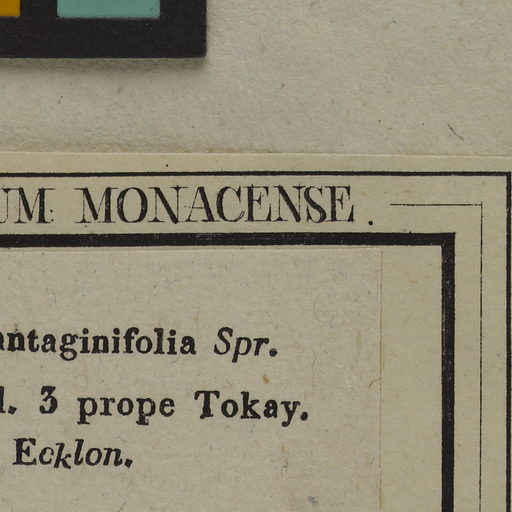 UM MONACENSE.
antaginifolia Spr.
l. 3 prope Tokay.
Ecklon.